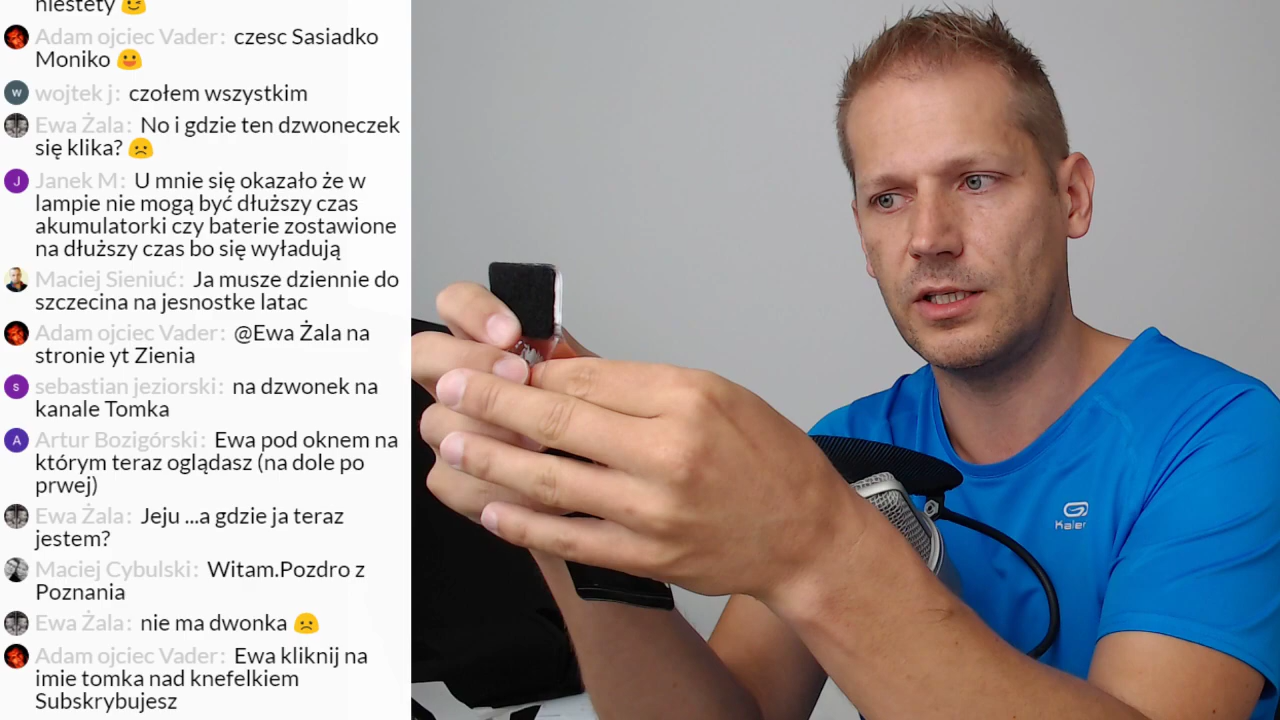 niestety
Adam ojciec Vader: czesc Sasiadko
Moniko
w wojtek j: czołem wszystkim
Ewa Żala: No i gdzie ten dzwoneczek
się klika?
J Janek M: U mnie się okazało że w
lampie nie mogą być dłuższy czas
akumulatorki czy baterie zostawione
na dłuższy czas bo się wyładują
Maciej Sieniuć: Ja musze dziennie do
szczecina na jesnostke latac
Adam ojciec Vader: @Ewa Żala na
stronie yt Zienia
s sebastian jeziorski: na dzwonek na
kanale Tomka
A Artur Bozigórski: Ewa pod oknem na
którym teraz oglądasz (na dole po
prwej)
Ewa Żala: Jeju ...a gdzie ja teraz
jestem?
Maciej Cybulski: Witam.Pozdro z
Poznania
Ewa Żala: nie ma dwonka
Adam ojciec Vader: Ewa kliknij na
imie tomka nad knefelkiem
Subskrybujesz
Kalenji